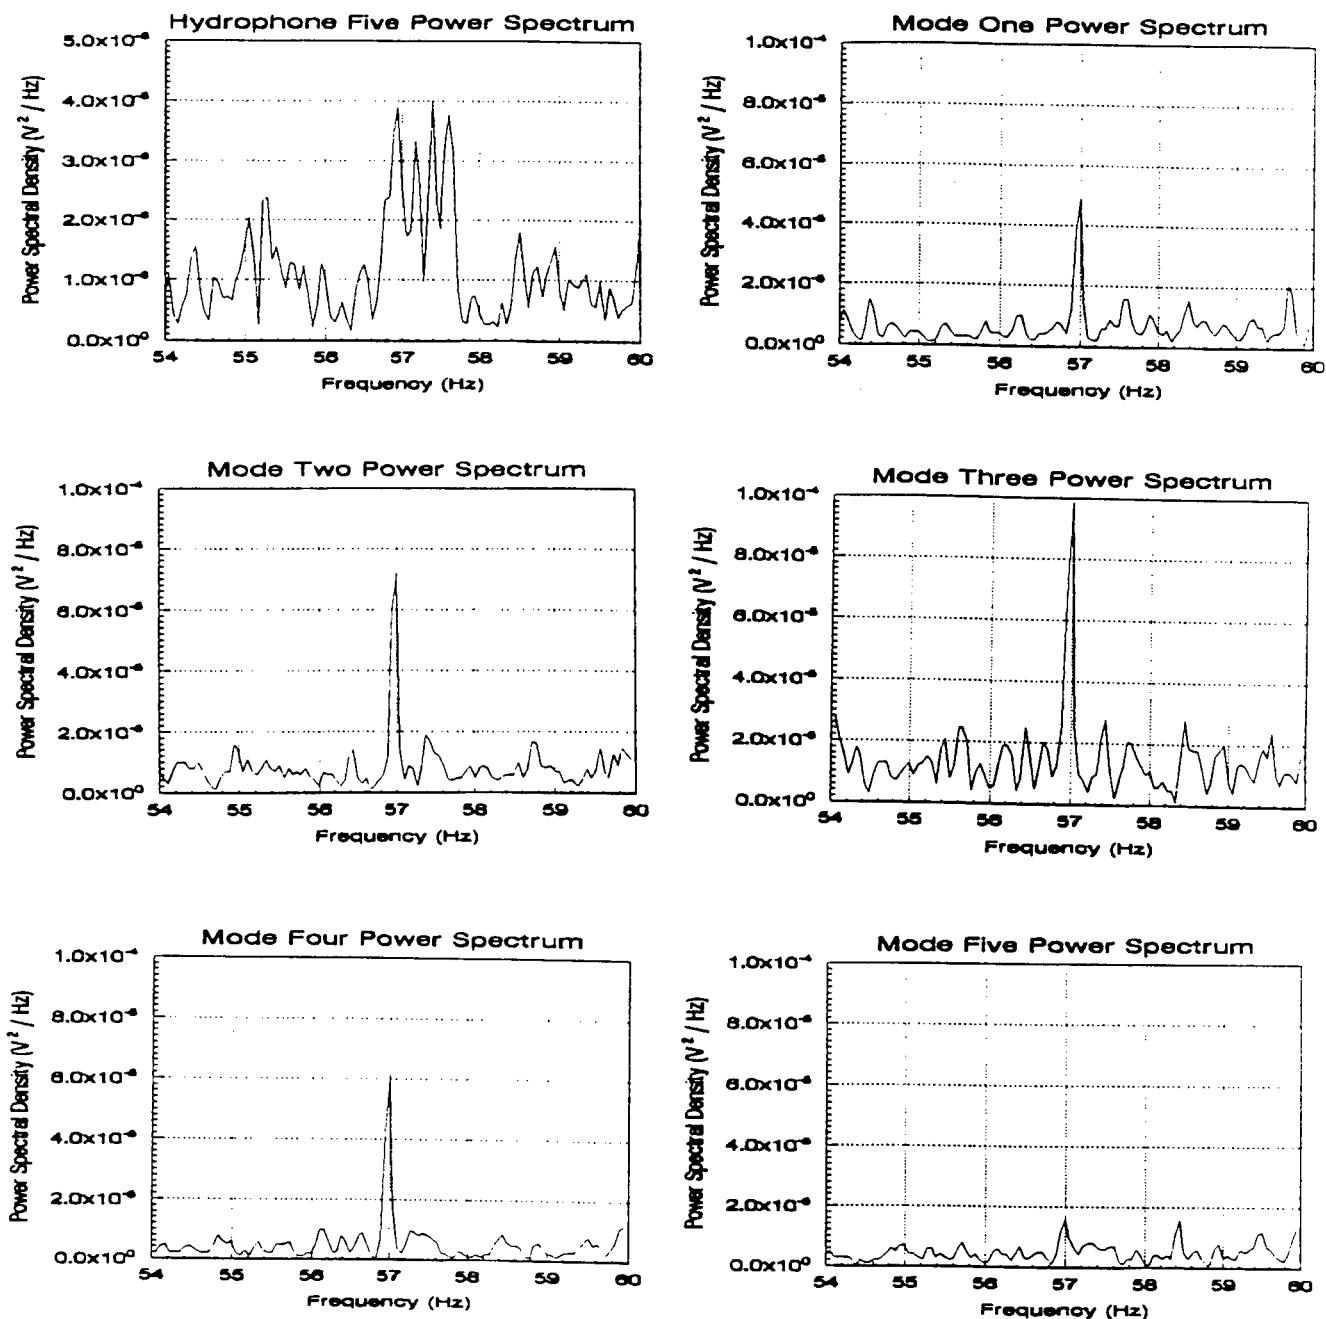 Hydrophone Five Power Spectrum
5.0x10⁻⁵
4.0x10⁻⁵
3.0x10⁻⁵
2.0x10⁻⁵
1.0x10⁻⁵
0.0x10⁰
Power Spectral Density (V² / Hz)
54 55 56 57 58 59 60
Frequency (Hz)
Mode One Power Spectrum
1.0x10⁻⁴
8.0x10⁻⁵
6.0x10⁻⁵
4.0x10⁻⁵
2.0x10⁻⁵
0.0x10⁰
Power Spectral Density (V² / Hz)
54 55 56 57 58 59 60
Frequency (Hz)
Mode Two Power Spectrum
1.0x10⁻⁴
8.0x10⁻⁵
6.0x10⁻⁵
4.0x10⁻⁵
2.0x10⁻⁵
0.0x10⁰
Power Spectral Density (V² / Hz)
54 55 56 57 58 59 60
Frequency (Hz)
Mode Three Power Spectrum
1.0x10⁻⁴
8.0x10⁻⁵
6.0x10⁻⁵
4.0x10⁻⁵
2.0x10⁻⁵
0.0x10⁰
Power Spectral Density (V² / Hz)
54 55 56 57 58 59 60
Frequency (Hz)
Mode Four Power Spectrum
1.0x10⁻⁴
8.0x10⁻⁵
6.0x10⁻⁵
4.0x10⁻⁵
2.0x10⁻⁵
0.0x10⁰
Power Spectral Density (V² / Hz)
54 55 56 57 58 59 60
Frequency (Hz)
Mode Five Power Spectrum
1.0x10⁻⁴
8.0x10⁻⁵
6.0x10⁻⁵
4.0x10⁻⁵
2.0x10⁻⁵
0.0x10⁰
Power Spectral Density (V² / Hz)
54 55 56 57 58 59 60
Frequency (Hz)